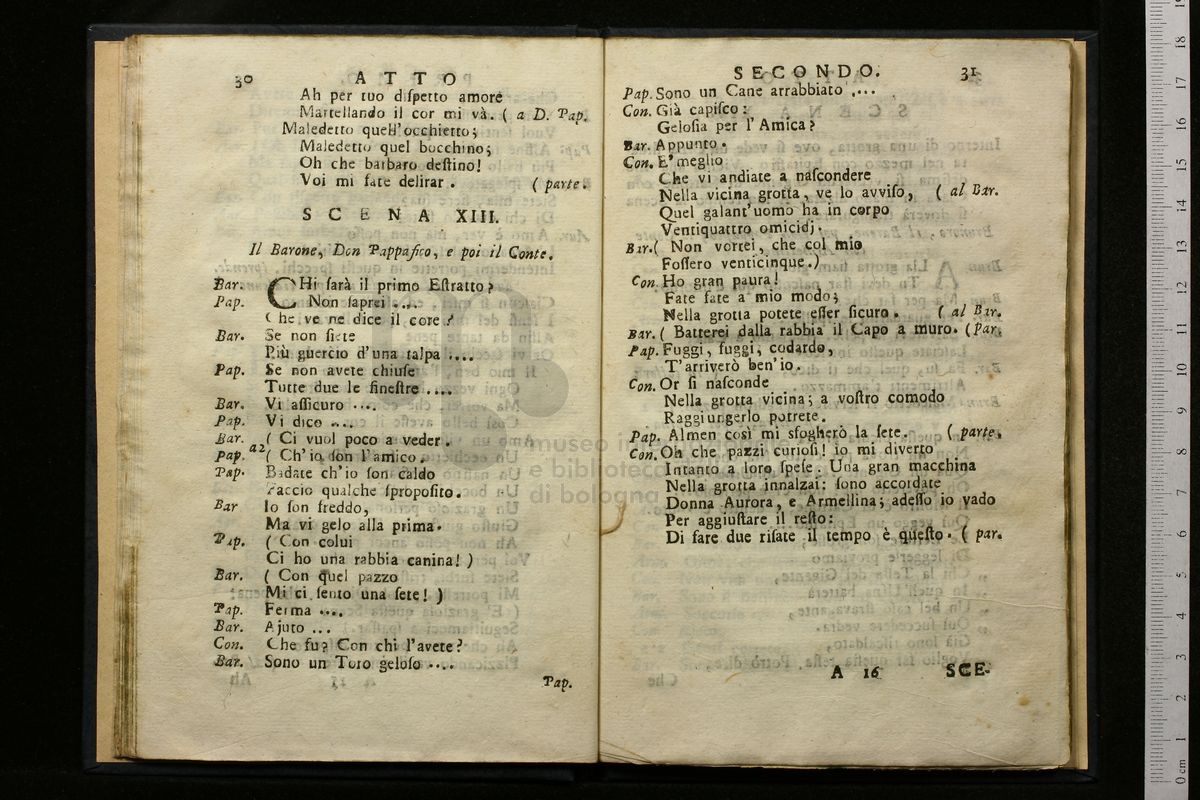 30 ATTO
Ah per tuo diſpetto amore
Martellando il cor mi và. ( a D. Pap.
Maledetto quell'occhietto;
Maledetto quel bocchino;
Oh che barbaro deſtino!
Voi mi fate delirar. ( parte.
SCENA XIII.
Il Barone, Don Pappafico, e poi il Conte.
Bar. CHi ſarà il primo Eſtratto?
Pap. Non ſaprei ....
Che ve ne dice il core?
Bar. Se non ſiete
Più guercio d'una talpa ....
Pap. Se non avete chiuſe
Tutte due le fineſtre ....
Bar. Vi aſſicuro ....
Pap. Vi dico ....
Bar. ( Ci vuol poco a veder.
Pap. a2 ( Ch'io ſon l'amico.
Pap. Badate ch'io ſon caldo
Faccio qualche ſpropoſito.
Bar Io ſon freddo,
Ma vi gelo alla prima.
Pap. ( Con colui
Ci ho una rabbia canina! )
Bar. ( Con quel pazzo
Mi ci ſento una ſete! )
Pap. Ferma ....
Bar. Ajuto ...
Con. Che fu? Con chi l'avete?
Bar. Sono un Toro geloſo ....
Pap.
SECONDO. 31
Pap. Sono un Cane arrabbiato ....
Con. Già capiſco:
Geloſia per l'Amica?
Bar. Appunto.
Con. E' meglio
Che vi andiate a naſcondere
Nella vicina grotta, ve lo avviſo, ( al Bar.
Quel galant'uomo ha in corpo
Ventiquattro omicidj.
Bar. ( Non vorrei, che col mio
Foſſero venticinque.)
Con. Ho gran paura!
Fate fate a mio modo;
Nella grotta potete eſſer ſicuro. ( al Bar.
Bar. ( Batterei dalla rabbia il Capo a muro. (par.
Pap. Fuggi, fuggi, codardo,
T'arriverò ben'io.
Con. Or ſi naſconde
Nella grotta vicina; a voſtro comodo
Raggiungerlo potrete.
Pap. Almen così mi sfogherò la ſete. ( parte.
Con. Oh che pazzi curioſi! io mi diverto
Intanto a loro ſpeſe. Una gran macchina
Nella grotta innalzai: ſono accordate
Donna Aurora, e Armellina; adeſſo io vado
Per aggiuſtare il reſto:
Di fare due riſate il tempo è queſto. ( par.
A 16 SCE-
museo
e biblioteca
di bologna